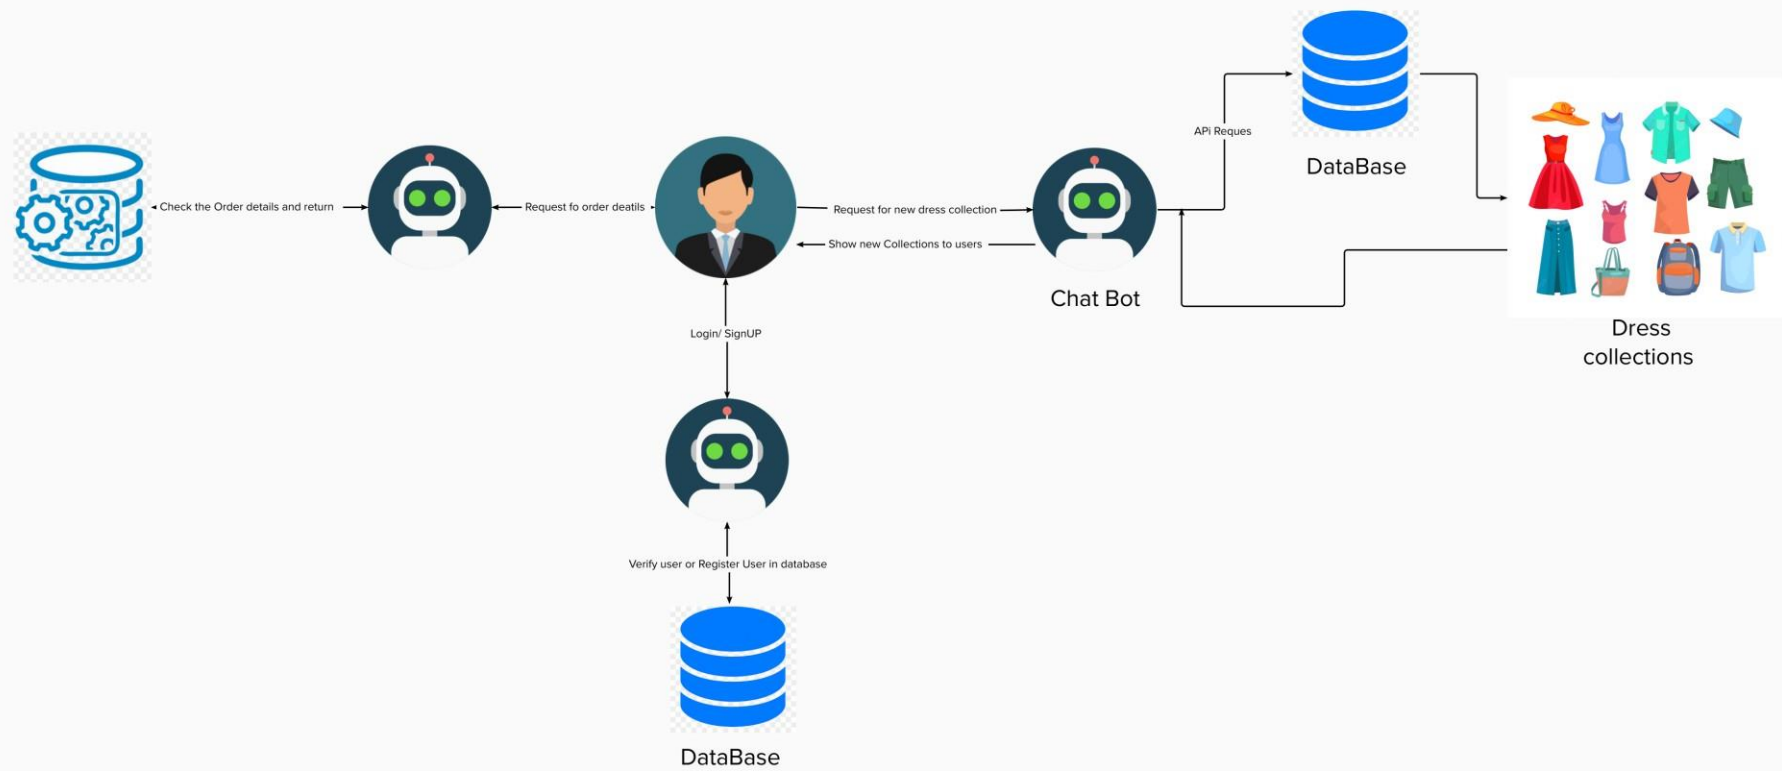 APi Reques
DataBase
Check the Order details and return
Request fo order deatils
Request for new dress collection
Show new Collections to users
Chat Bot
Dress
collections
Login/ SignUP
Verify user or Register User in database
DataBase